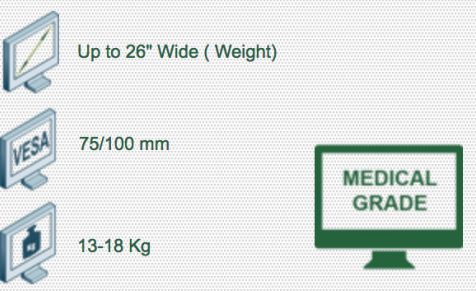 Up to 26" Wide ( Weight)
VESA
75/100 mm
MEDICAL
GRADE
13-18 Kg